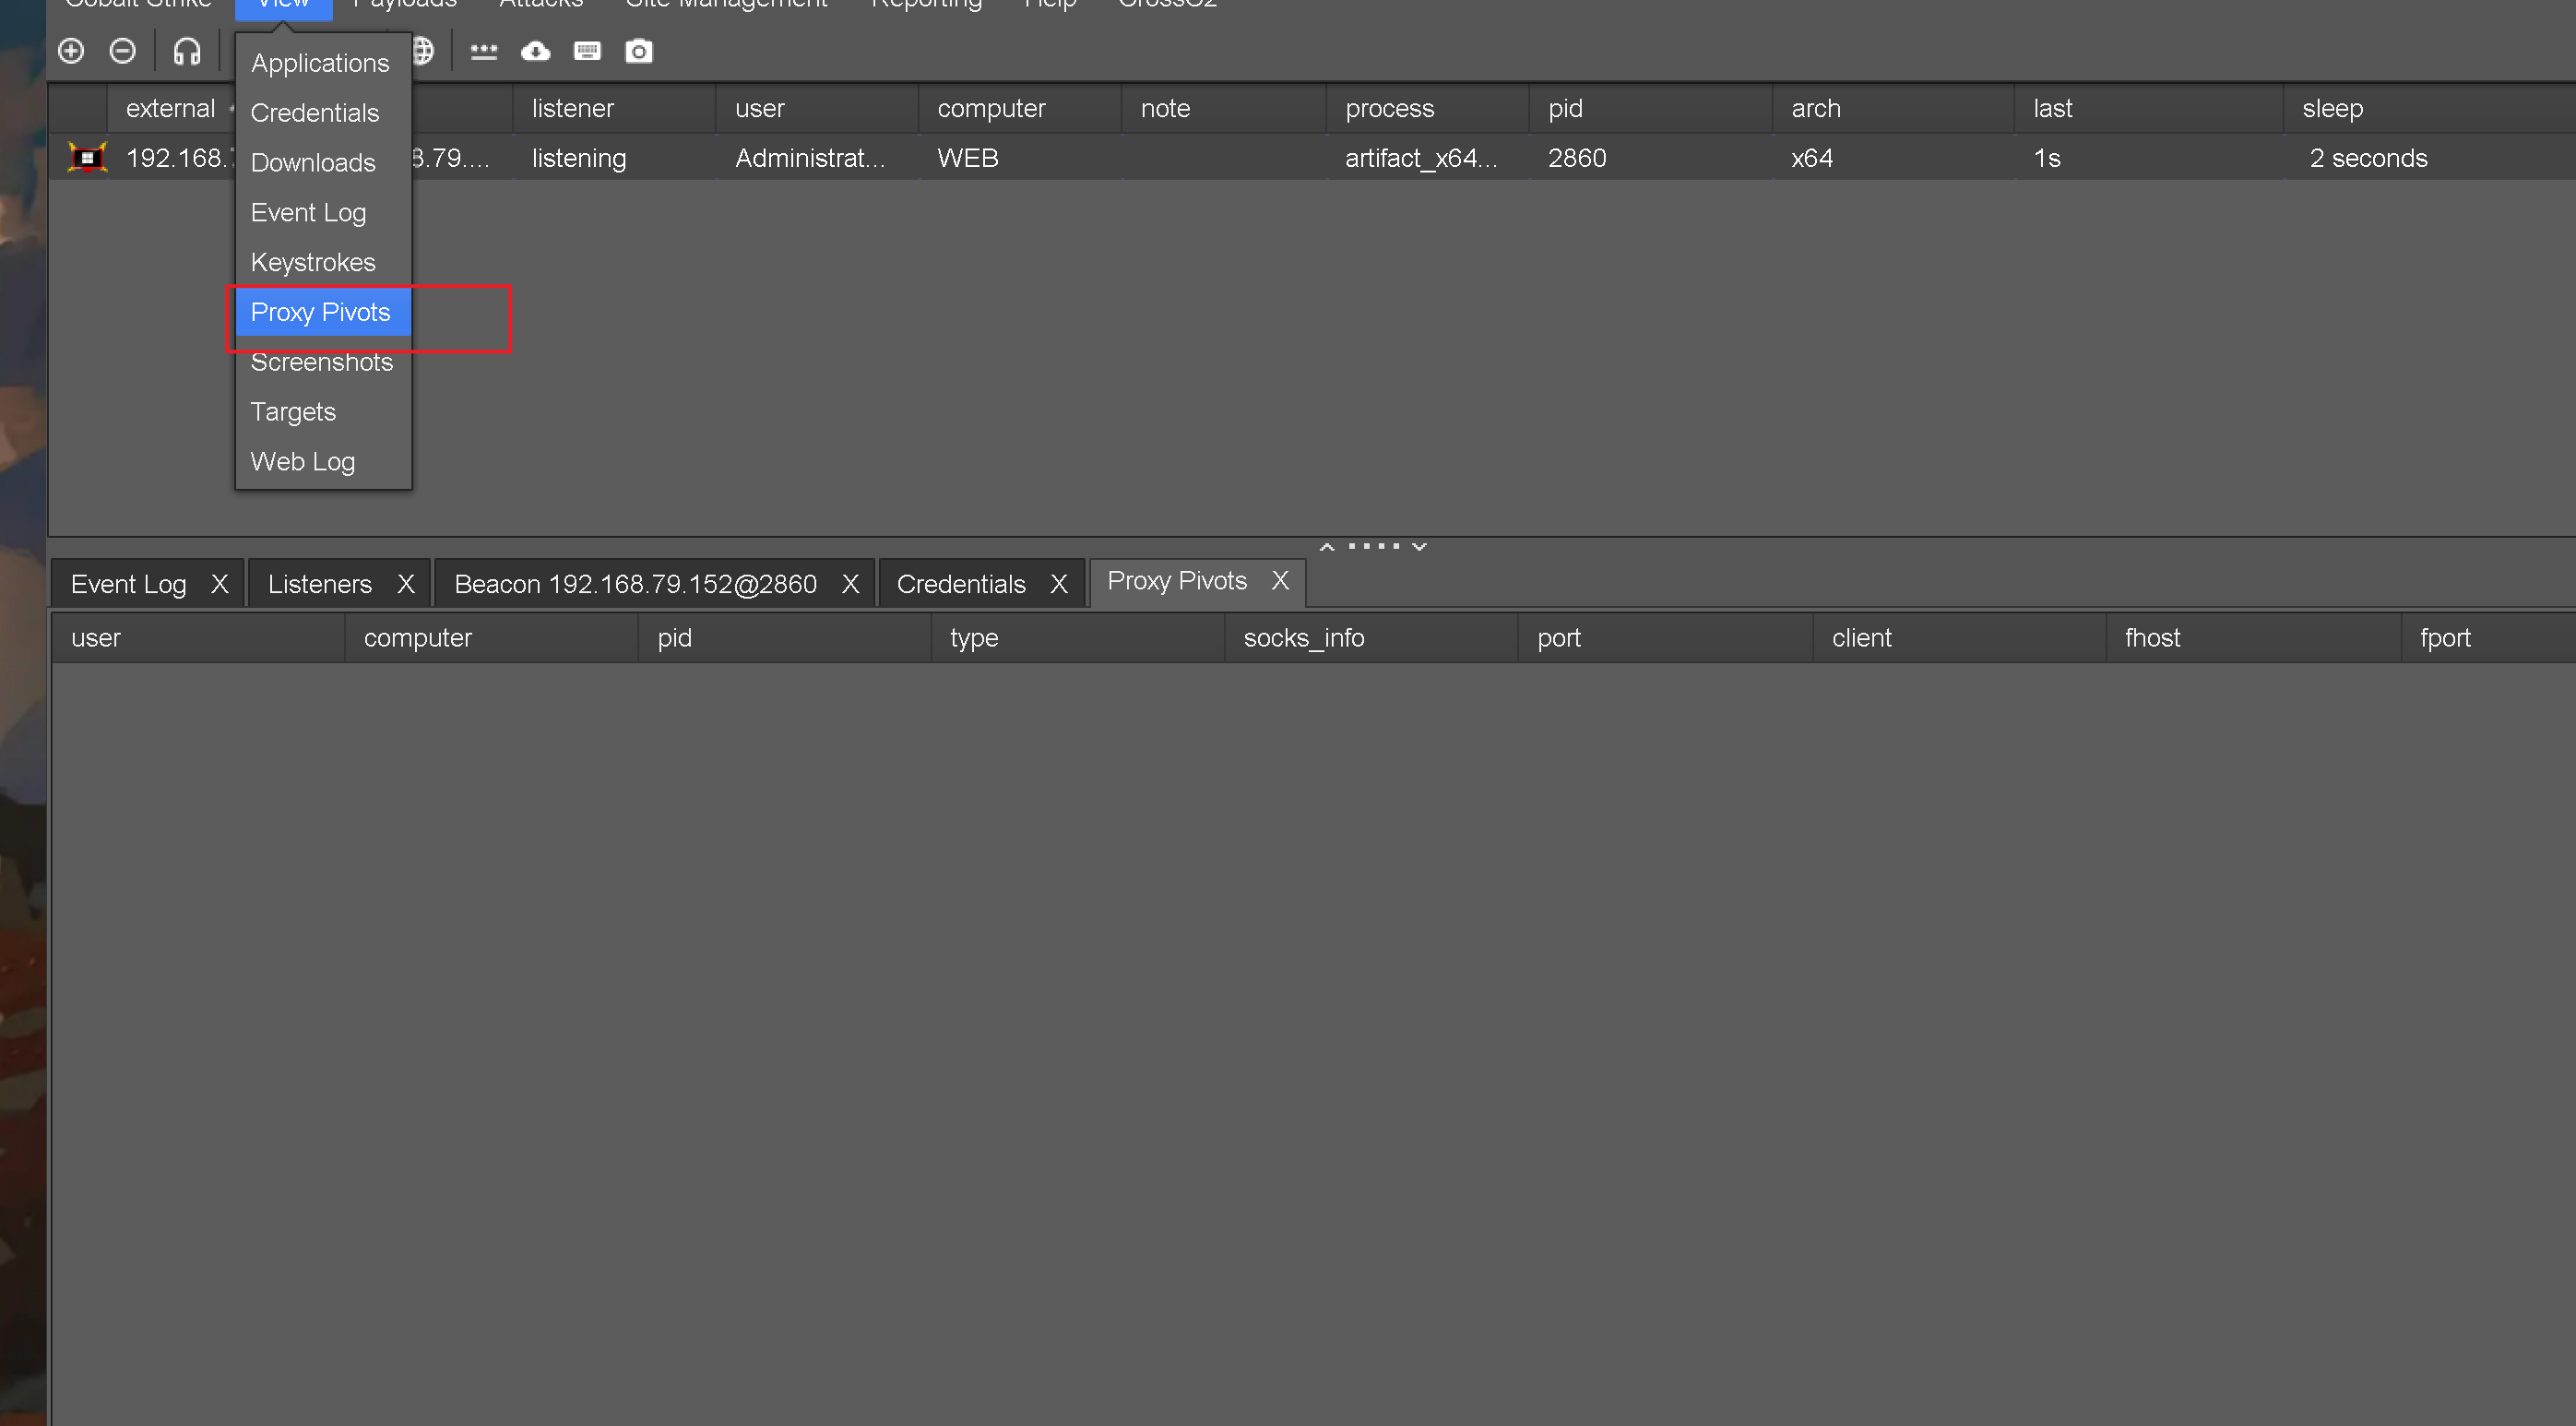 Cobalt Strike View Payloads Attacks Site Management Reporting Help CrossC2
Applications
Credentials
Downloads
Event Log
Keystrokes
Proxy Pivots
Screenshots
Targets
Web Log
external listener user computer note process pid arch last sleep
192.168. 8.79.... listening Administrat... WEB artifact_x64... 2860 x64 1s 2 seconds
Event Log X Listeners X Beacon 192.168.79.152@2860 X Credentials X Proxy Pivots X
user computer pid type socks_info port client fhost fport